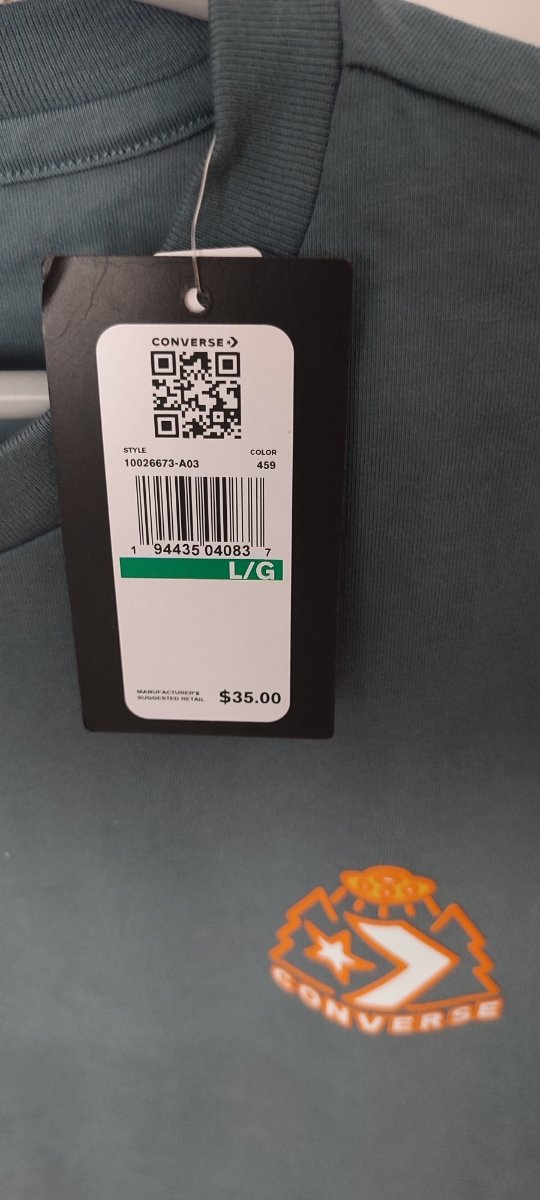 CONVERSE
STYLE COLOR
10026673-A03 459
1 94435 04083 7
L/G
MANUFACTURER'S
SUGGESTED RETAIL $35.00
CONVERSE